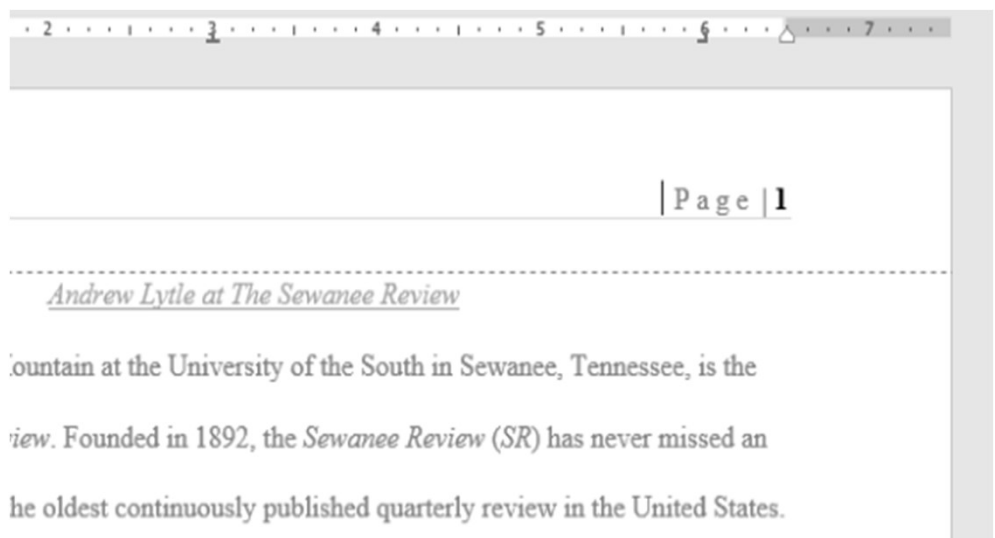 2 3 4 5 6 7
Page | 1
Andrew Lytle at The Sewanee Review
ountain at the University of the South in Sewanee, Tennessee, is the
iew. Founded in 1892, the Sewanee Review (SR) has never missed an
he oldest continuously published quarterly review in the United States.